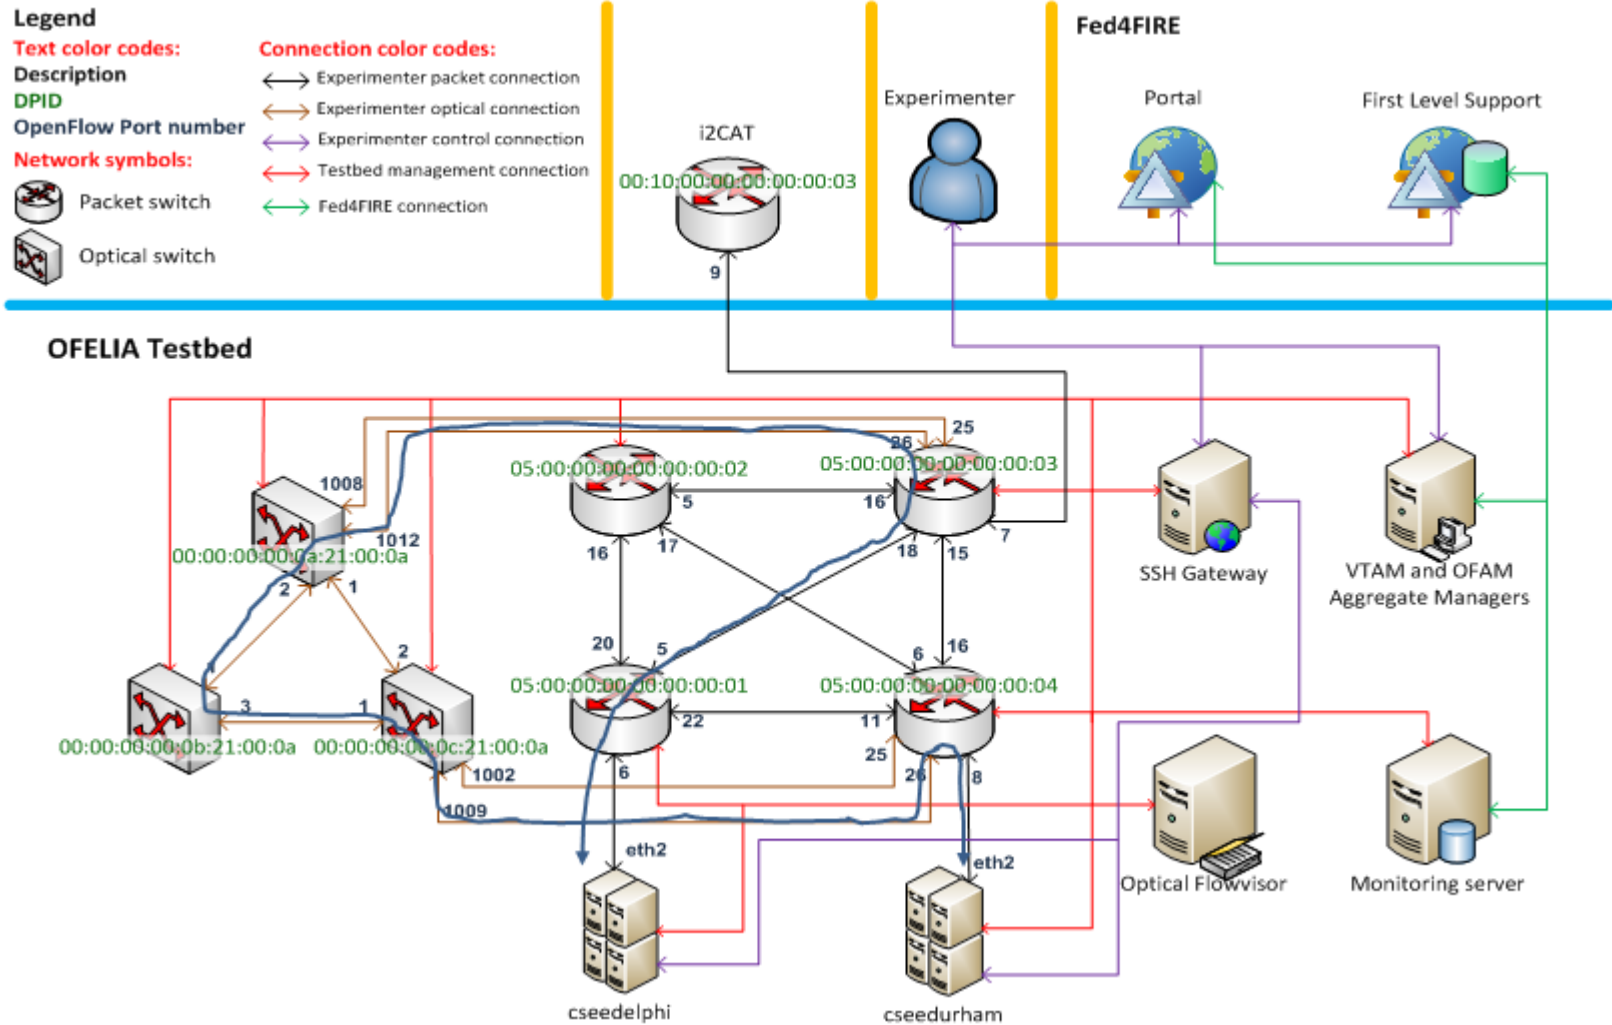 Legend
Text color codes:
Description
DPID
OpenFlow Port number
Network symbols:
Packet switch
Optical switch
Connection color codes:
Experimenter packet connection
Experimenter optical connection
Experimenter control connection
Testbed management connection
Fed4FIRE connection
i2CAT
00:10:00:00:00:00:00:03
9
Experimenter
Fed4FIRE
Portal
First Level Support
OFELIA Testbed
25
26
05:00:00:00:00:00:00:02
05:00:00:00:00:00:00:03
1008
5
16
7
1012
16
17
18
15
00:00:00:00:0a:21:00:0a
SSH Gateway
VTAM and OFAM
Aggregate Managers
2
1
2
20
5
6
16
05:00:00:00:00:00:00:01
05:00:00:00:00:00:00:04
3
1
22
11
00:00:00:00:0b:21:00:0a
00:00:00:00:0c:21:00:0a
25
1002
6
26
8
1009
eth2
eth2
Optical Flowvisor
Monitoring server
cseedelphi
cseedurham